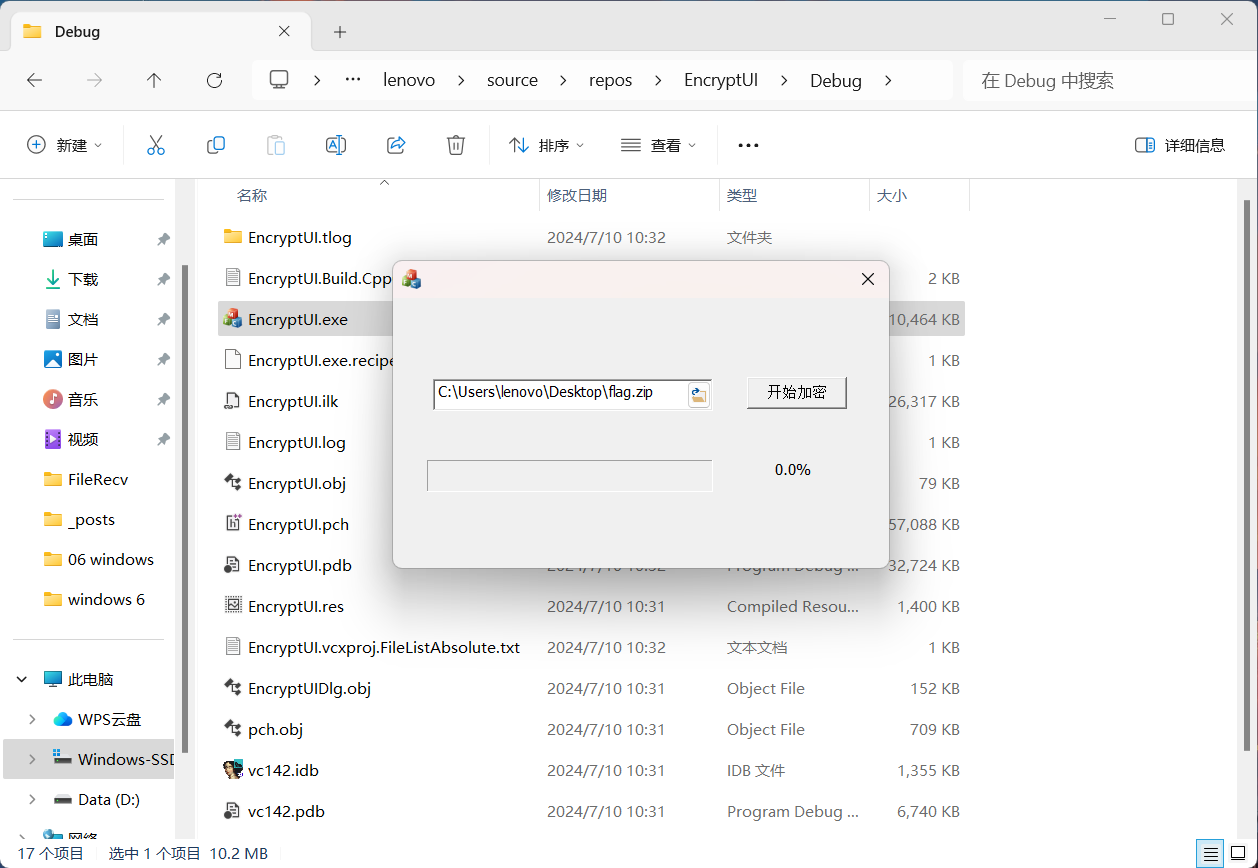 Debug
lenovo source repos EncryptUI Debug
在 Debug 中搜索
新建 排序 查看 详细信息
名称 修改日期 类型 大小
桌面
下载
文档
图片
音乐
视频
FileRecv
_posts
06 windows
windows 6
此电脑
WPS云盘
Windows-SSD
Data (D:)
网络
EncryptUI.tlog 2024/7/10 10:32 文件夹
EncryptUI.Build.Cpp 2 KB
EncryptUI.exe 10,464 KB
EncryptUI.exe.recipe 1 KB
EncryptUI.ilk 26,317 KB
EncryptUI.log 1 KB
EncryptUI.obj 79 KB
EncryptUI.pch 57,088 KB
EncryptUI.pdb 2024/7/10 10:32 Program Debug ... 32,724 KB
EncryptUI.res 2024/7/10 10:31 Compiled Resou... 1,400 KB
EncryptUI.vcxproj.FileListAbsolute.txt 2024/7/10 10:32 文本文档 1 KB
EncryptUIDlg.obj 2024/7/10 10:31 Object File 152 KB
pch.obj 2024/7/10 10:31 Object File 709 KB
vc142.idb 2024/7/10 10:31 IDB 文件 1,355 KB
vc142.pdb 2024/7/10 10:31 Program Debug ... 6,740 KB
C:\Users\lenovo\Desktop\flag.zip 开始加密
0.0%
17 个项目 选中 1 个项目 10.2 MB